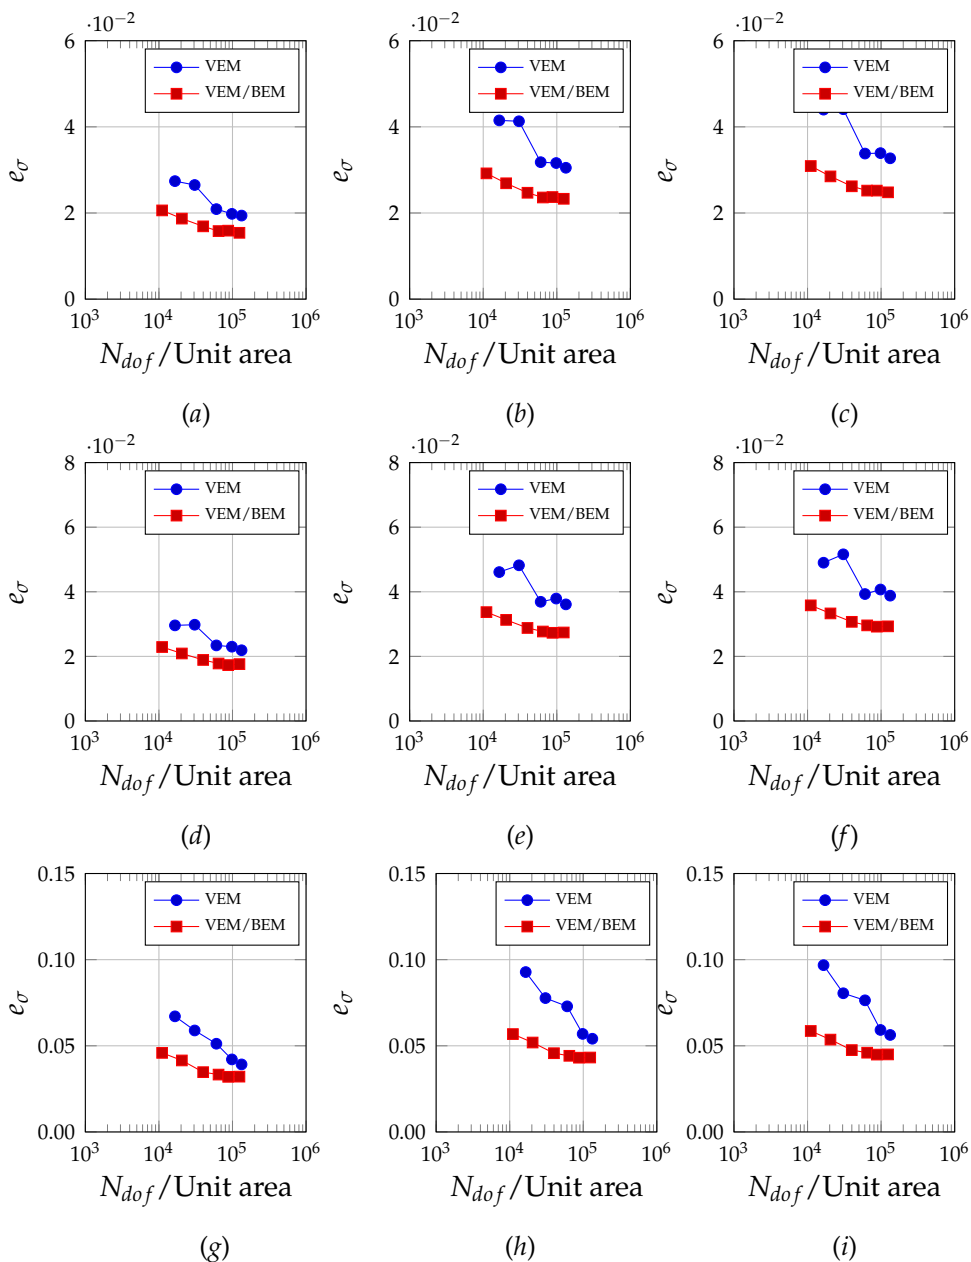 ·10⁻² ·10⁻² ·10⁻²
6 6 6
VEM VEM VEM
VEM/BEM VEM/BEM VEM/BEM
4 4 4
e_σ e_σ e_σ
2 2 2
0 0 0
10³ 10⁴ 10⁵ 10⁶ 10³ 10⁴ 10⁵ 10⁶ 10³ 10⁴ 10⁵ 10⁶
N_dof/Unit area N_dof/Unit area N_dof/Unit area
(a) (b) (c)
·10⁻² ·10⁻² ·10⁻²
8 8 8
VEM VEM VEM
VEM/BEM VEM/BEM VEM/BEM
6 6 6
e_σ e_σ e_σ
4 4 4
2 2 2
0 0 0
10³ 10⁴ 10⁵ 10⁶ 10³ 10⁴ 10⁵ 10⁶ 10³ 10⁴ 10⁵ 10⁶
N_dof/Unit area N_dof/Unit area N_dof/Unit area
(d) (e) (f)
0.15 0.15 0.15
VEM VEM VEM
VEM/BEM VEM/BEM VEM/BEM
0.10 0.10 0.10
e_σ e_σ e_σ
0.05 0.05 0.05
0.00 0.00 0.00
10³ 10⁴ 10⁵ 10⁶ 10³ 10⁴ 10⁵ 10⁶ 10³ 10⁴ 10⁵ 10⁶
N_dof/Unit area N_dof/Unit area N_dof/Unit area
(g) (h) (i)